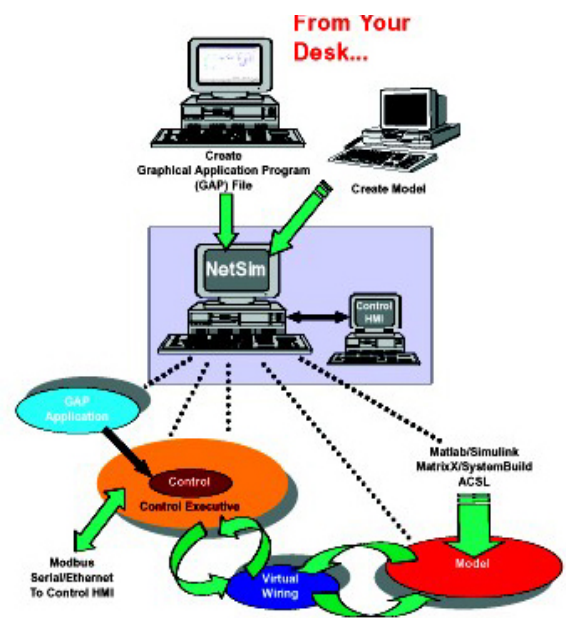 From Your
Desk...
Create
Graphical Application Program
(GAP) File
Create Model
NetSim
Control
HMI
GAP
Application
Matlab/Simulink
MatrixX/SystemBuild
ACSL
Control
Control Executive
Modbus
Serial/Ethernet
To Control HMI
Virtual
Wiring
Model